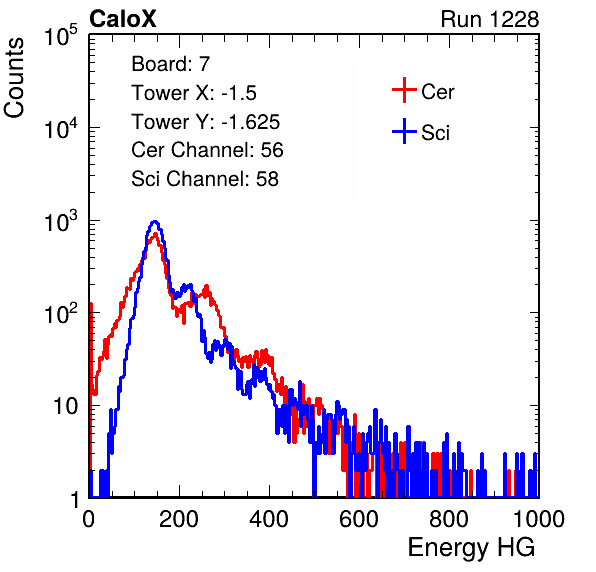 CaloX Run 1228
Counts
Board: 7
Tower X: -1.5
Tower Y: -1.625
Cer Channel: 56
Sci Channel: 58
Cer
Sci
10^5
10^4
10^3
10^2
10
1
0 200 400 600 800 1000
Energy HG